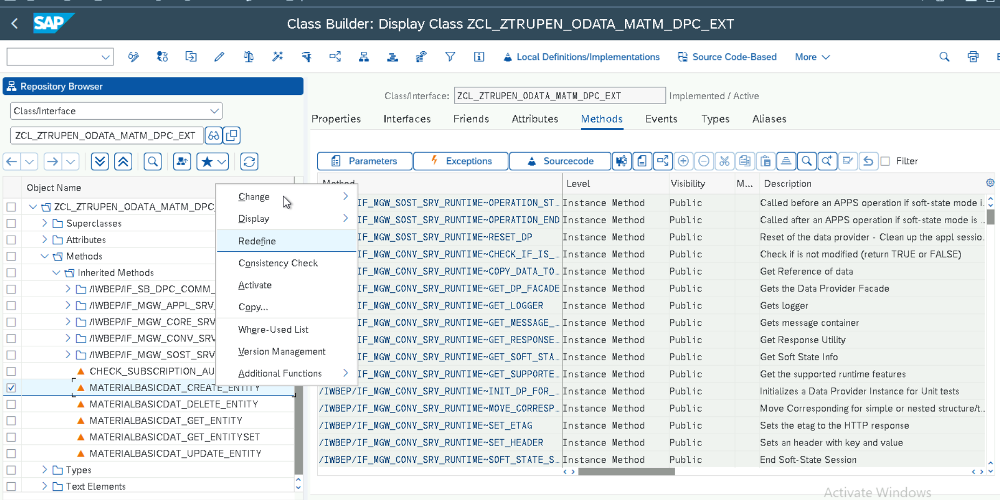 SAP
Class Builder: Display Class ZCL_ZTRUPEN_ODATA_MATM_DPC_EXT
Local Definitions/Implementations
Source Code-Based
More
Repository Browser
Class/Interface
ZCL_ZTRUPEN_ODATA_MATM_DPC_EXT
Object Name
ZCL_ZTRUPEN_ODATA_MATM_DPC_
Superclasses
Attributes
Methods
Inherited Methods
/IWBEP/IF_SB_DPC_COMM_
/IWBEP/IF_MGW_APPL_SRV_
/IWBEP/IF_MGW_CORE_SRV
/IWBEP/IF_MGW_CONV_SRV
/IWBEP/IF_MGW_SOST_SRV
CHECK_SUBSCRIPTION_AU
MATERIALBASICDAT_CREATE_ENTITY
MATERIALBASICDAT_DELETE_ENTITY
MATERIALBASICDAT_GET_ENTITY
MATERIALBASICDAT_GET_ENTITYSET
MATERIALBASICDAT_UPDATE_ENTITY
Types
Text Elements
Change
Display
Redefine
Consistency Check
Activate
Copy...
Where-Used List
Version Management
Additional Functions
Class/Interface: ZCL_ZTRUPEN_ODATA_MATM_DPC_EXT Implemented / Active
Properties Interfaces Friends Attributes Methods Events Types Aliases
Parameters Exceptions Sourcecode Filter
Method Level Visibility M... Description
IF_MGW_SOST_SRV_RUNTIME~OPERATION_ST… Instance Method Public Called before an APPS operation if soft-state mode i…
IF_MGW_SOST_SRV_RUNTIME~OPERATION_END Instance Method Public Called after an APPS operation if soft-state mode is …
IF_MGW_SOST_SRV_RUNTIME~RESET_DP Instance Method Public Reset of the data provider - Clean up the appl sessio…
IF_MGW_CONV_SRV_RUNTIME~CHECK_IF_IS_… Instance Method Public Check if is not modified (return TRUE or FALSE)
IF_MGW_CONV_SRV_RUNTIME~COPY_DATA_TO… Instance Method Public Get Reference of data
IF_MGW_CONV_SRV_RUNTIME~GET_DP_FACADE Instance Method Public Gets the Data Provider Facade
IF_MGW_CONV_SRV_RUNTIME~GET_LOGGER Instance Method Public Gets logger
IF_MGW_CONV_SRV_RUNTIME~GET_MESSAGE_… Instance Method Public Gets message container
IF_MGW_CONV_SRV_RUNTIME~GET_RESPONSE… Instance Method Public Get Response Utility
IF_MGW_CONV_SRV_RUNTIME~GET_SOFT_STA… Instance Method Public Get Soft State Info
IF_MGW_CONV_SRV_RUNTIME~GET_SUPPORTE… Instance Method Public Get the supported runtime features
/IWBEP/IF_MGW_CONV_SRV_RUNTIME~INIT_DP_FOR_… Instance Method Public Initializes a Data Provider Instance for Unit tests
/IWBEP/IF_MGW_CONV_SRV_RUNTIME~MOVE_CORRESP… Instance Method Public Move Corresponding for simple or nested structure/t…
/IWBEP/IF_MGW_CONV_SRV_RUNTIME~SET_ETAG Instance Method Public Sets the etag to the HTTP response
/IWBEP/IF_MGW_CONV_SRV_RUNTIME~SET_HEADER Instance Method Public Sets an header with key and value
/IWBEP/IF_MGW_CONV_SRV_RUNTIME~SOFT_STATE_S… Instance Method Public End Soft-State Session
Activate Windows